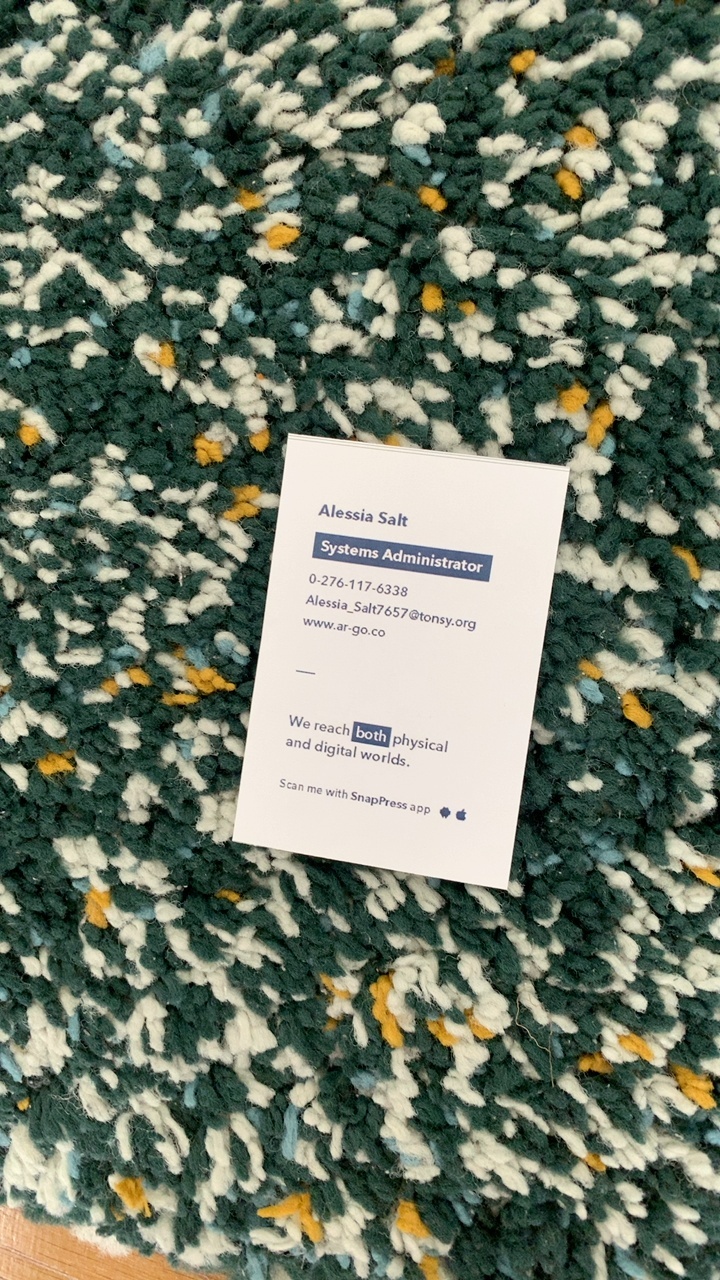 Alessia Salt
Systems Administrator
0-276-117-6338
Alessia_Salt7657@tonsy.org
www.ar-go.co
We reach both physical
and digital worlds.
Scan me with SnapPress app